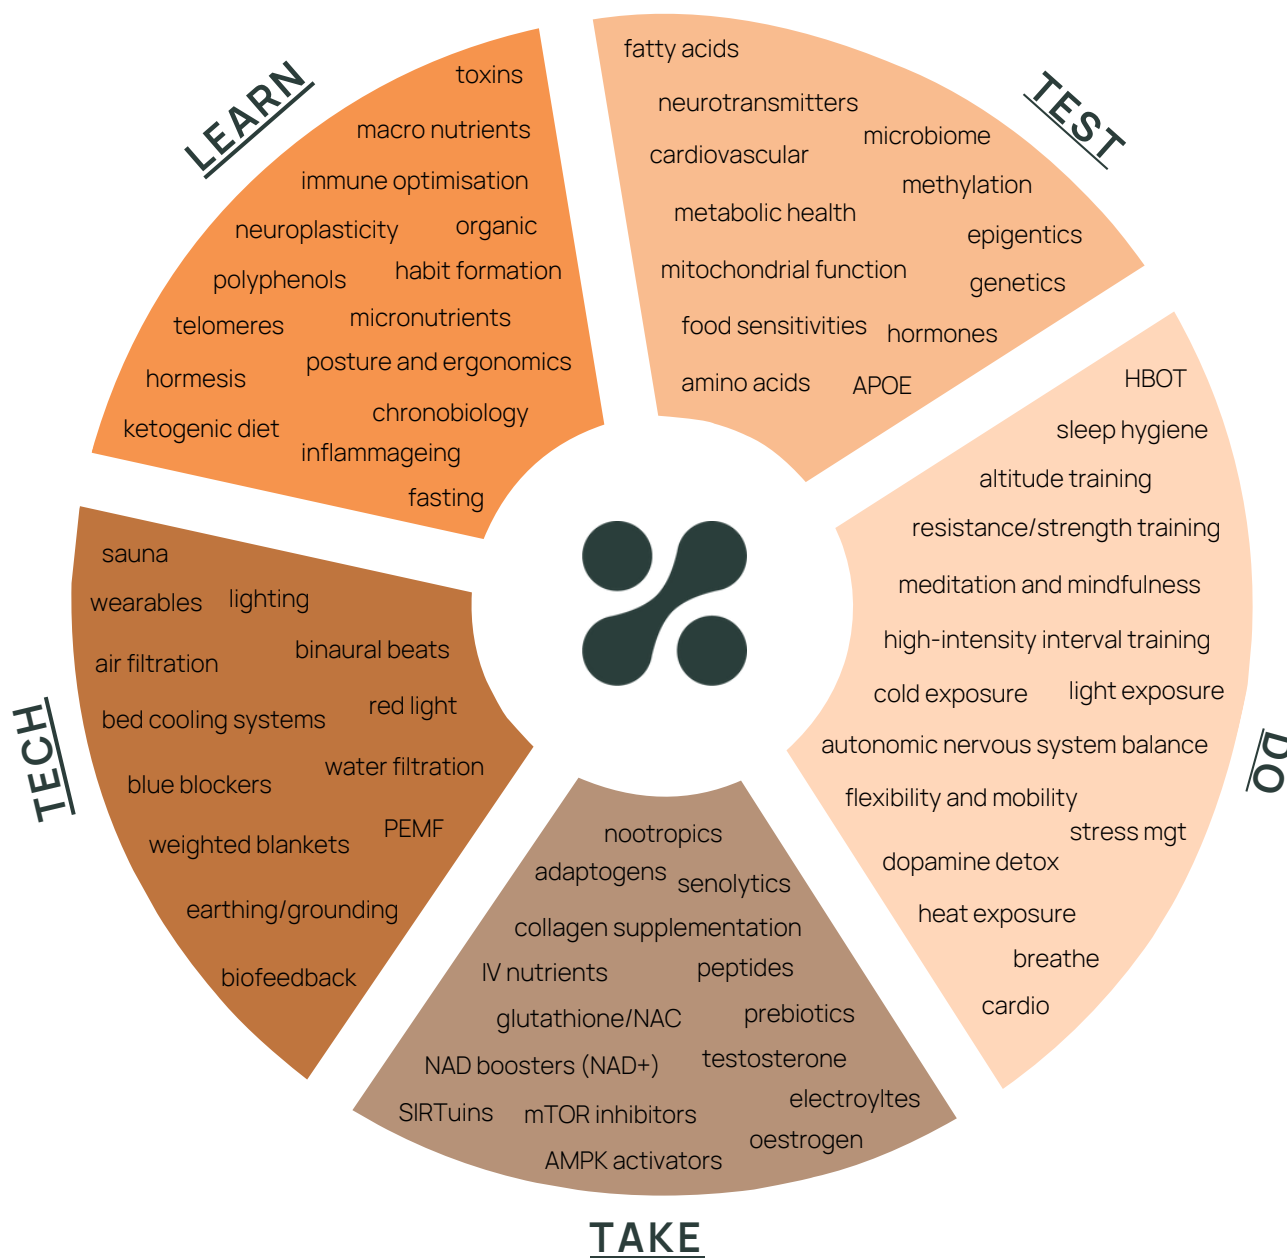 LEARN
toxins
macro nutrients
immune optimisation
neuroplasticity
organic
polyphenols
habit formation
telomeres
micronutrients
posture and ergonomics
hormesis
chronobiology
ketogenic diet
inflammageing
fasting
TEST
fatty acids
neurotransmitters
microbiome
cardiovascular
methylation
metabolic health
epigentics
mitochondrial function
genetics
food sensitivities
hormones
amino acids
APOE
DO
HBOT
sleep hygiene
altitude training
resistance/strength training
meditation and mindfulness
high-intensity interval training
cold exposure
light exposure
autonomic nervous system balance
flexibility and mobility
stress mgt
dopamine detox
heat exposure
breathe
cardio
TECH
sauna
wearables
lighting
binaural beats
air filtration
red light
bed cooling systems
water filtration
blue blockers
PEMF
weighted blankets
earthing/grounding
biofeedback
nootropics
adaptogens
senolytics
collagen supplementation
IV nutrients
peptides
glutathione/NAC
prebiotics
NAD boosters (NAD+)
testosterone
electroyltes
SIRTuins
mTOR inhibitors
oestrogen
AMPK activators
TAKE